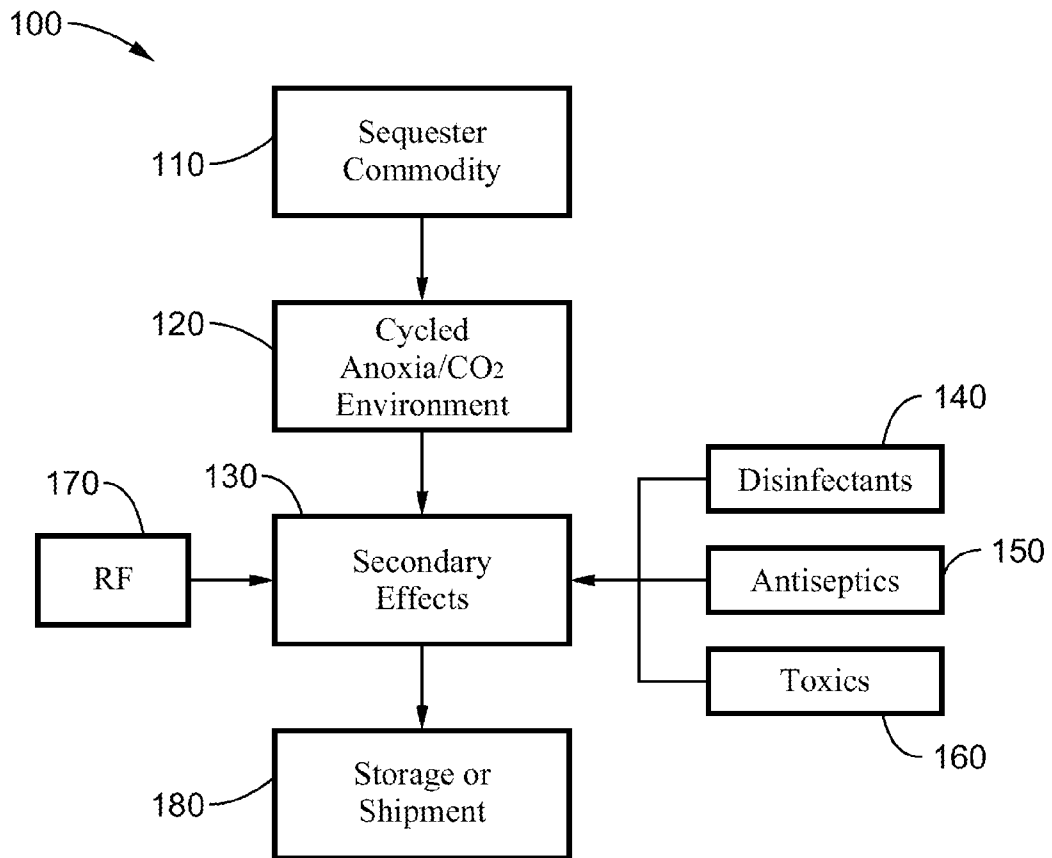 100
110
Sequester
Commodity
120
Cycled
Anoxia/CO2
Environment
140
Disinfectants
170
130
RF
Secondary
Effects
Antiseptics
150
Toxics
160
180
Storage or
Shipment